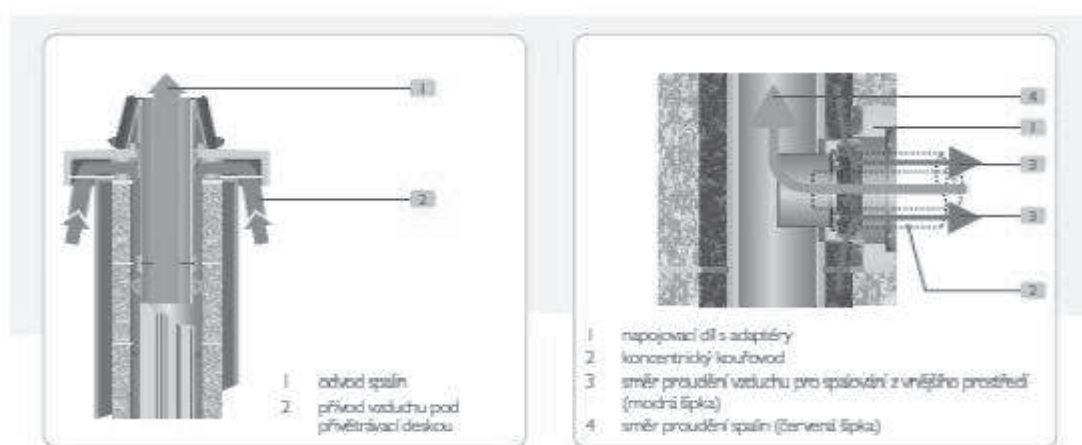 1
2
1 odvod spalin
2 přívod vzduchu pod
přivětrávací deskou
4
1
3
3
2
1 napojovací díl s adaptéry
2 koncentrický kouřovod
3 směr proudění vzduchu pro spalování z vnějšího prostředí
(modrá šipka)
4 směr proudění spalin (červená šipka)